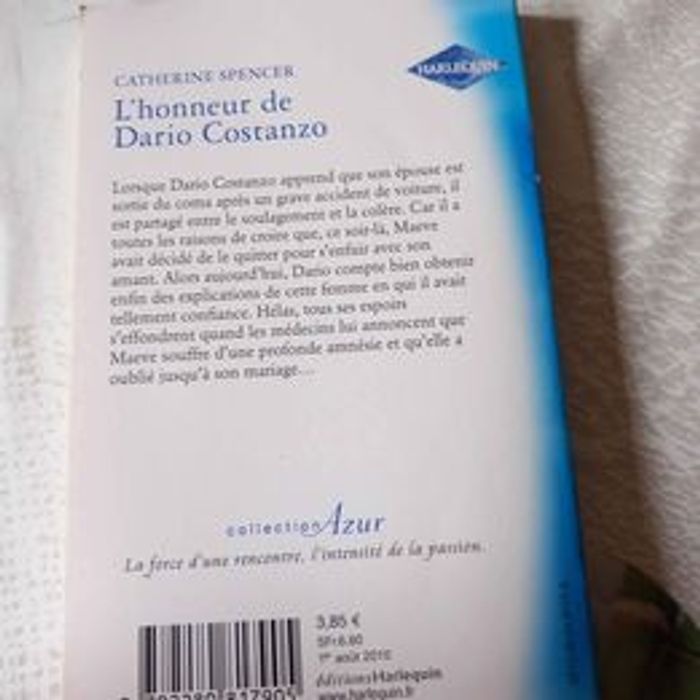 CATHERINE SPENCER
HARLEQUIN
L'honneur de
Dario Costanzo
Lorsque Dario Costanzo apprend que son épouse est
sortie du coma après un grave accident de voiture, il
est partagé entre le soulagement et la colère. Car il a
toutes les raisons de croire que, ce soir-là, Maeve
avait décidé de le quitter pour s'enfuir avec son
amant. Alors aujourd'hui, Dario compte bien obtenir
enfin des explications de cette femme en qui il avait
tellement confiance. Hélas, tous ses espoirs
s'effondrent quand les médecins lui annoncent que
Maeve souffre d'une profonde amnésie et qu'elle a
oublié jusqu'à son mariage...
collection Azur
La force d'une rencontre, l'intensité de la passion.
3,85 €
SFr.6.60
1er août 2010
éditions Harlequin
www.harlequin.fr